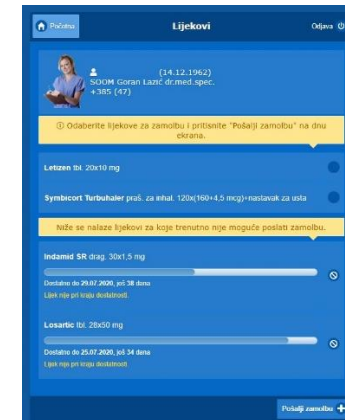 Početna
Lijekovi
Odjava
(14.12.1962)
SOOM Goran Lazić dr.med.spec.
+385 (47)
Odaberite lijekove za zamolbu i pritisnite "Pošalji zamolbu" na dnu
ekrana.
Letizen tbl. 20x10 mg
Symbicort Turbuhaler praš. za inhal. 120x(160+4,5 mcg)+nastavak za usta
Niže se nalaze lijekovi za koje trenutno nije moguće poslati zamolbu.
Indamid SR drag. 30x1,5 mg
Dostatno do 29.07.2020, još 38 dana
Lijek nije pri kraju dostatnosti.
Losartic tbl. 28x50 mg
Dostatno do 25.07.2020, još 34 dana
Lijek nije pri kraju dostatnosti.
Pošalji zamolbu